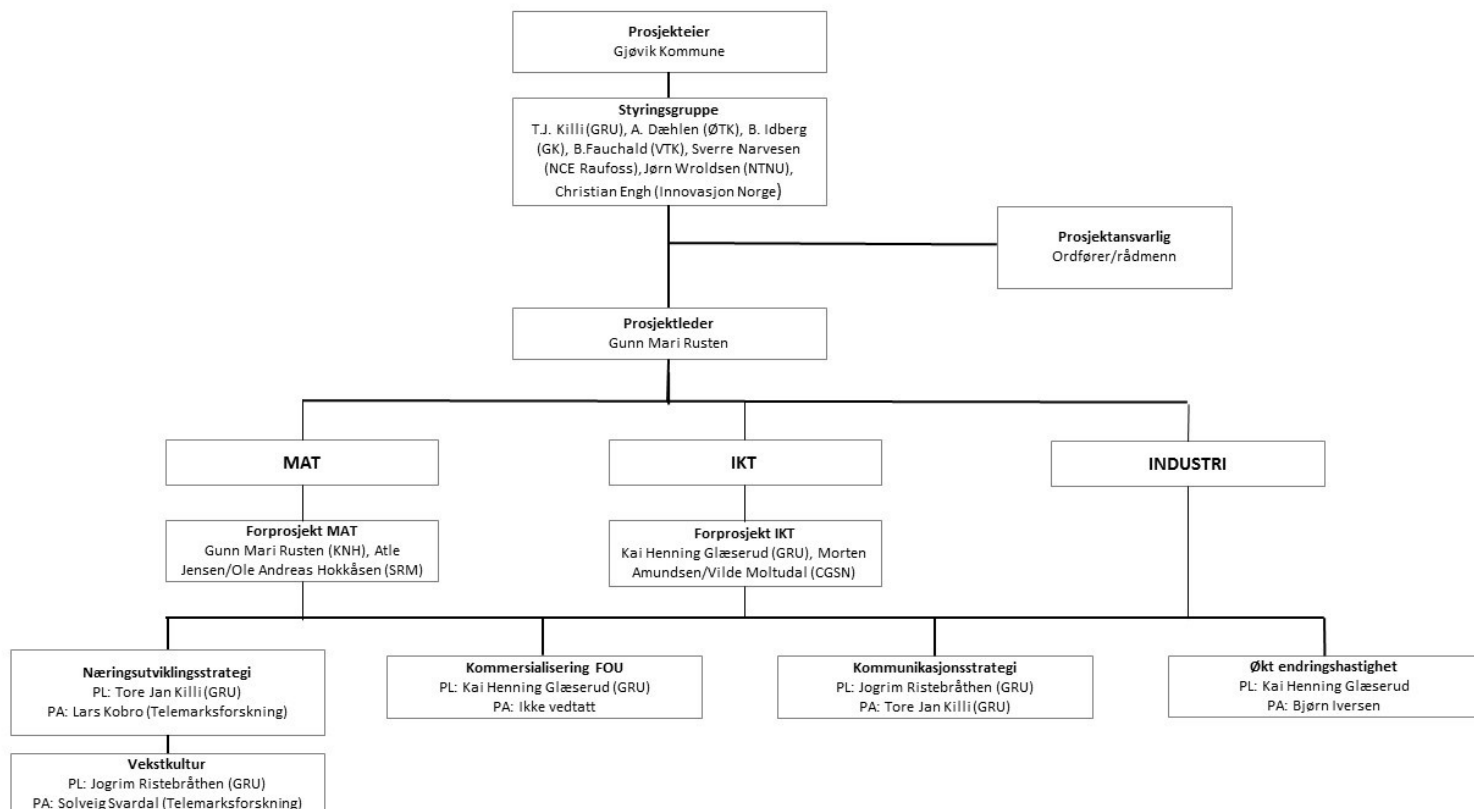 Prosjekteier
Gjøvik Kommune
Styringsgruppe
T.J. Killi (GRU), A. Dæhlen (ØTK), B. Idberg
(GK), B.Fauchald (VTK), Sverre Narvesen
(NCE Raufoss), Jørn Wroldsen (NTNU),
Christian Engh (Innovasjon Norge)
Prosjektansvarlig
Ordfører/rådmenn
Prosjektleder
Gunn Mari Rusten
MAT
IKT
INDUSTRI
Forprosjekt MAT
Gunn Mari Rusten (KNH), Atle
Jensen/Ole Andreas Hokkåsen (SRM)
Forprosjekt IKT
Kai Henning Glæserud (GRU), Morten
Amundsen/Vilde Moltudal (CGSN)
Næringsutviklingsstrategi
PL: Tore Jan Killi (GRU)
PA: Lars Kobro (Telemarksforskning)
Kommersialisering FOU
PL: Kai Henning Glæserud (GRU)
PA: Ikke vedtatt
Kommunikasjonsstrategi
PL: Jogrim Ristebråthen (GRU)
PA: Tore Jan Killi (GRU)
Økt endringshastighet
PL: Kai Henning Glæserud
PA: Bjørn Iversen
Vekstkultur
PL: Jogrim Ristebråthen (GRU)
PA: Solveig Svardal (Telemarksforskning)